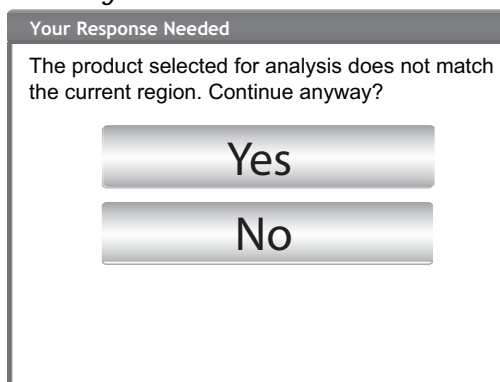 Your Response Needed
The product selected for analysis does not match
the current region. Continue anyway?
Yes
No